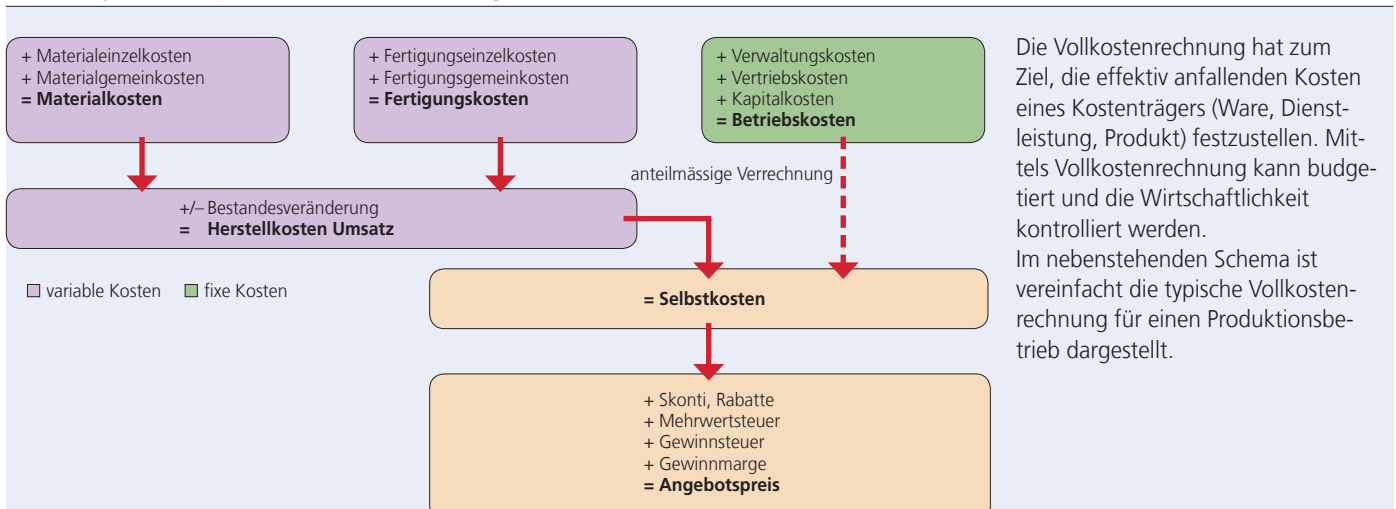 + Materialeinzelkosten
+ Materialgemeinkosten
= Materialkosten
+ Fertigungseinzelkosten
+ Fertigungsgemeinkosten
= Fertigungskosten
+ Verwaltungskosten
+ Vertriebskosten
+ Kapitalkosten
= Betriebskosten
anteilmässige Verrechnung
+/– Bestandesveränderung
= Herstellkosten Umsatz
variable Kosten
fixe Kosten
= Selbstkosten
+ Skonti, Rabatte
+ Mehrwertsteuer
+ Gewinnsteuer
+ Gewinnmarge
= Angebotspreis
Die Vollkostenrechnung hat zum
Ziel, die effektiv anfallenden Kosten
eines Kostenträgers (Ware, Dienst-
leistung, Produkt) festzustellen. Mit-
tels Vollkostenrechnung kann budge-
tiert und die Wirtschaftlichkeit
kontrolliert werden.
Im nebenstehenden Schema ist
vereinfacht die typische Vollkosten-
rechnung für einen Produktionsbe-
trieb dargestellt.